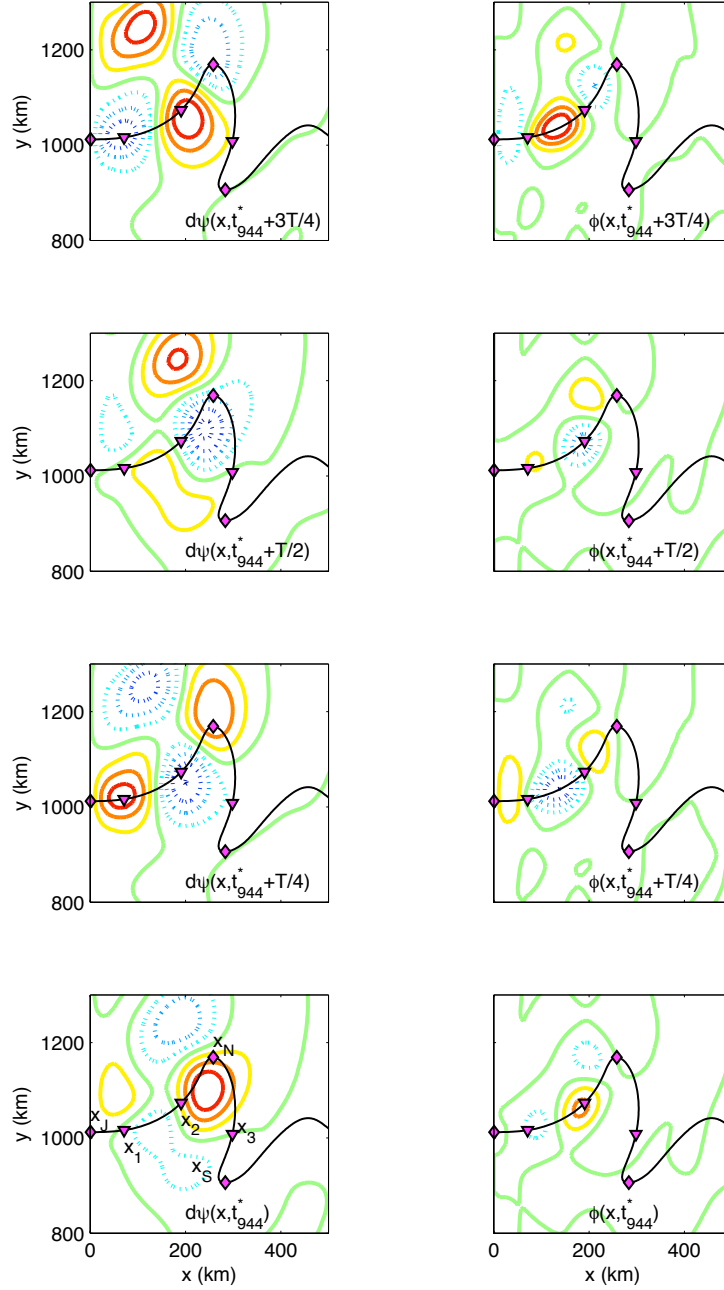 1300
1200
y (km)
1000
800
dψ(x,t*944+3T/4)
ϕ(x,t*944+3T/4)
1200
y (km)
1000
800
dψ(x,t*944+T/2)
ϕ(x,t*944+T/2)
1200
y (km)
1000
800
dψ(x,t*944+T/4)
ϕ(x,t*944+T/4)
1200
y (km)
1000
800
xJ
x1
x2
xN
x3
xS
dψ(x,t*944)
ϕ(x,t*944)
0 200 400
x (km)
0 200 400
x (km)